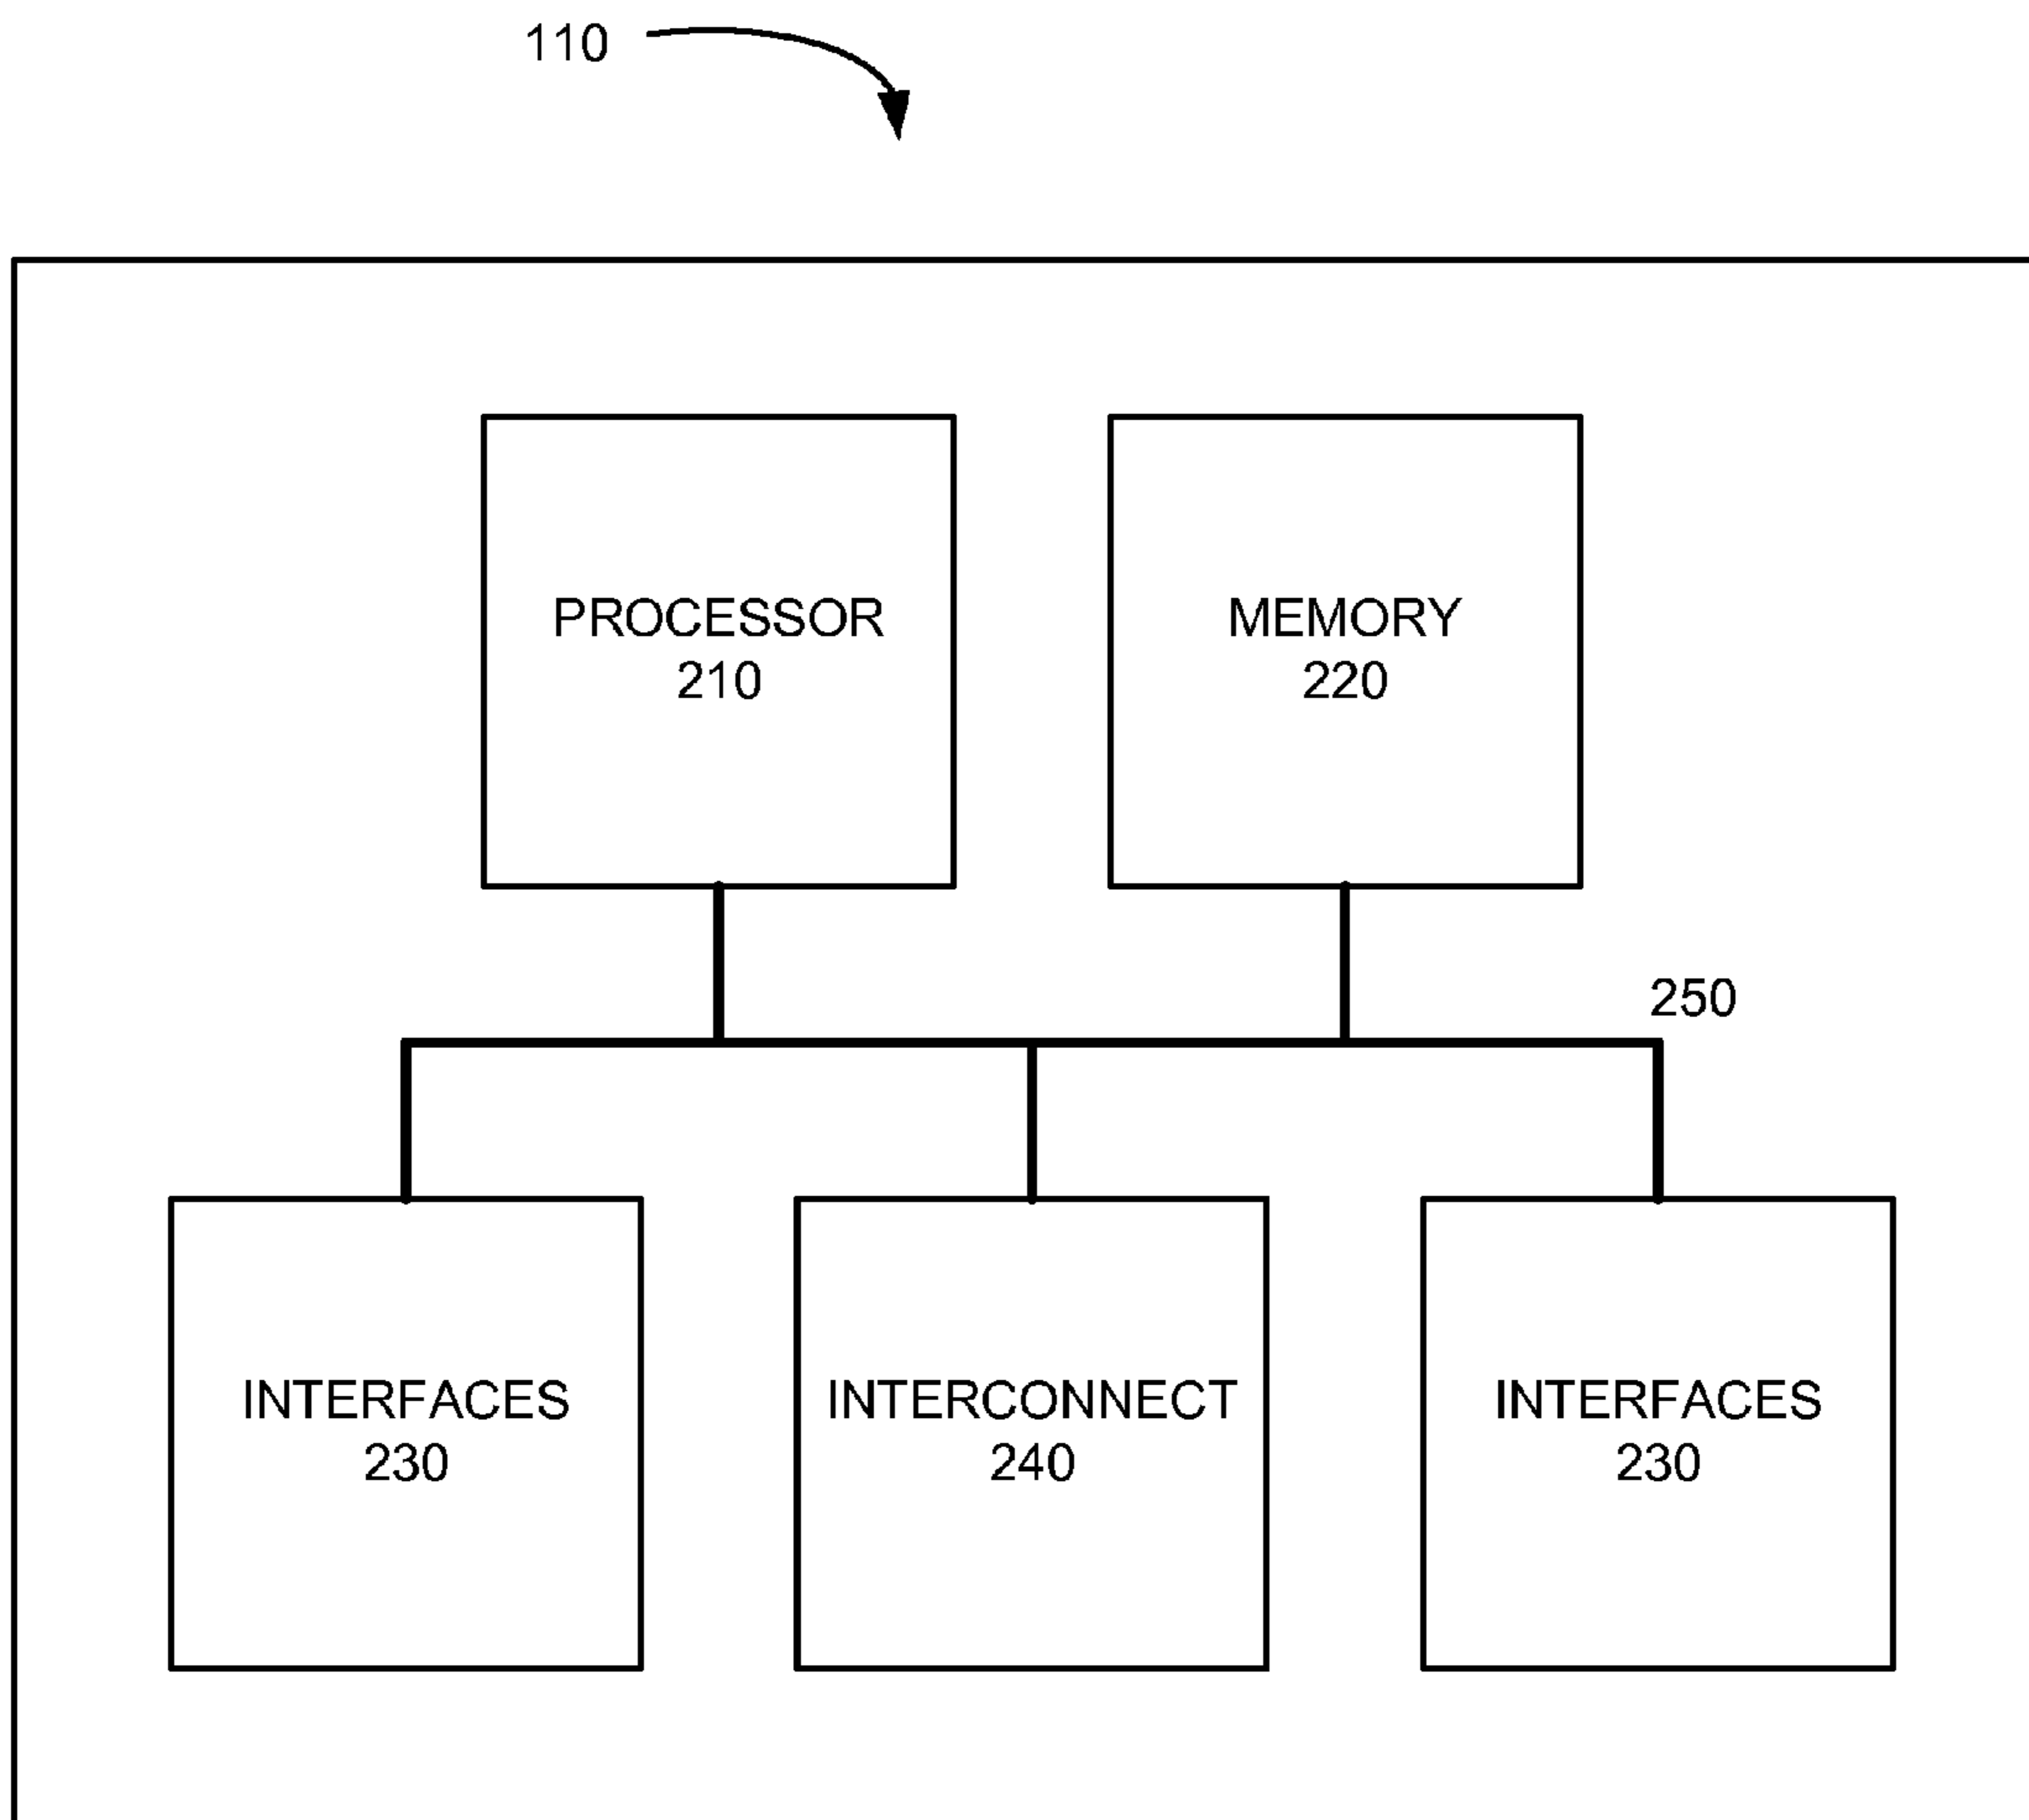 110
PROCESSOR
210
MEMORY
220
250
INTERFACES
230
INTERCONNECT
240
INTERFACES
230